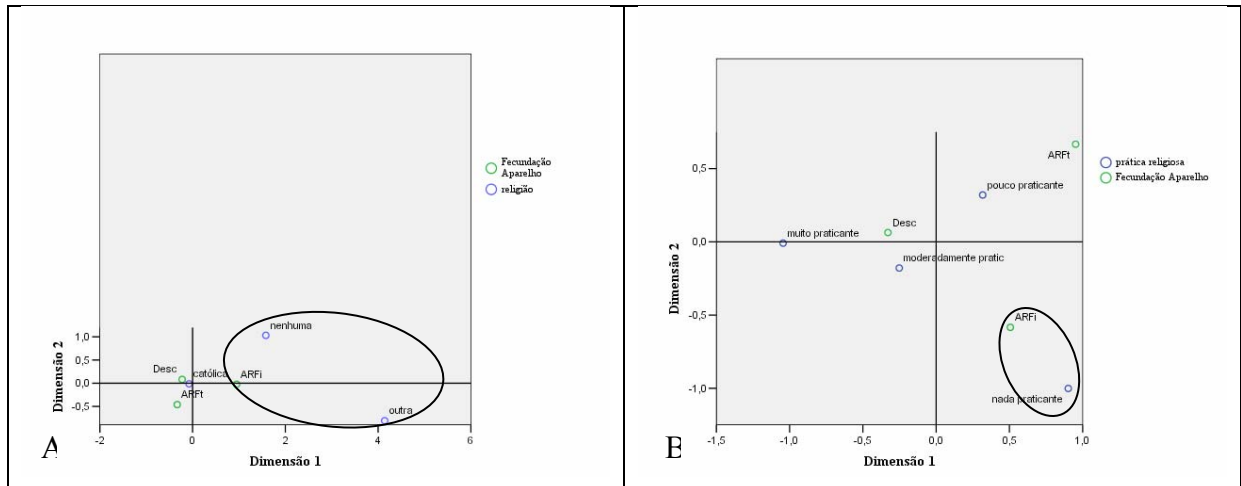 Fecundação
Aparelho
religião
nenhuma
1,0
0,5
Desc
católica
ARFi
0,0
ARFt
-0,5
outra
-2
0
2
4
6
Dimensão 2
Dimensão 1
A
ARFt
prática religiosa
Fecundação Aparelho
0,5
pouco praticante
Desc
muito praticante
0,0
moderadamente pratic
-0,5
ARFi
-1,0
nada praticante
-1,5
-1,0
-0,5
0,0
0,5
1,0
Dimensão 2
Dimensão 1
B